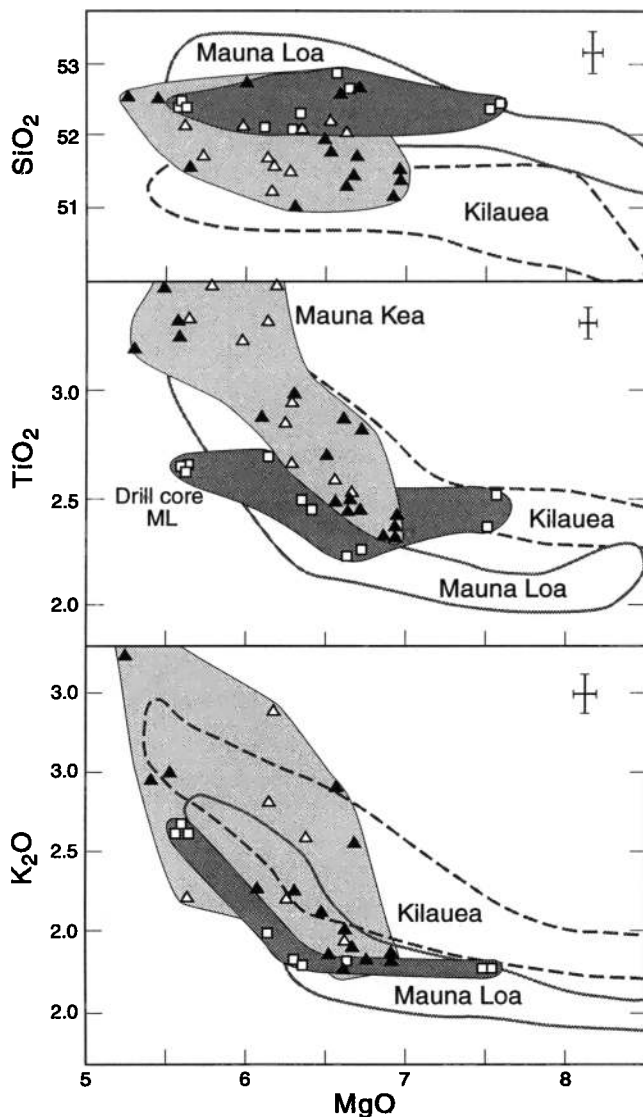 Mauna Loa
53
52
51
SiO2
Kilauea
Mauna Kea
3.0
2.5
2.0
TiO2
Drill core
ML
Kilauea
Mauna Loa
3.0
3.0
2.5
2.0
2.0
K2O
Kilauea
Mauna Loa
5
6
7
8
MgO